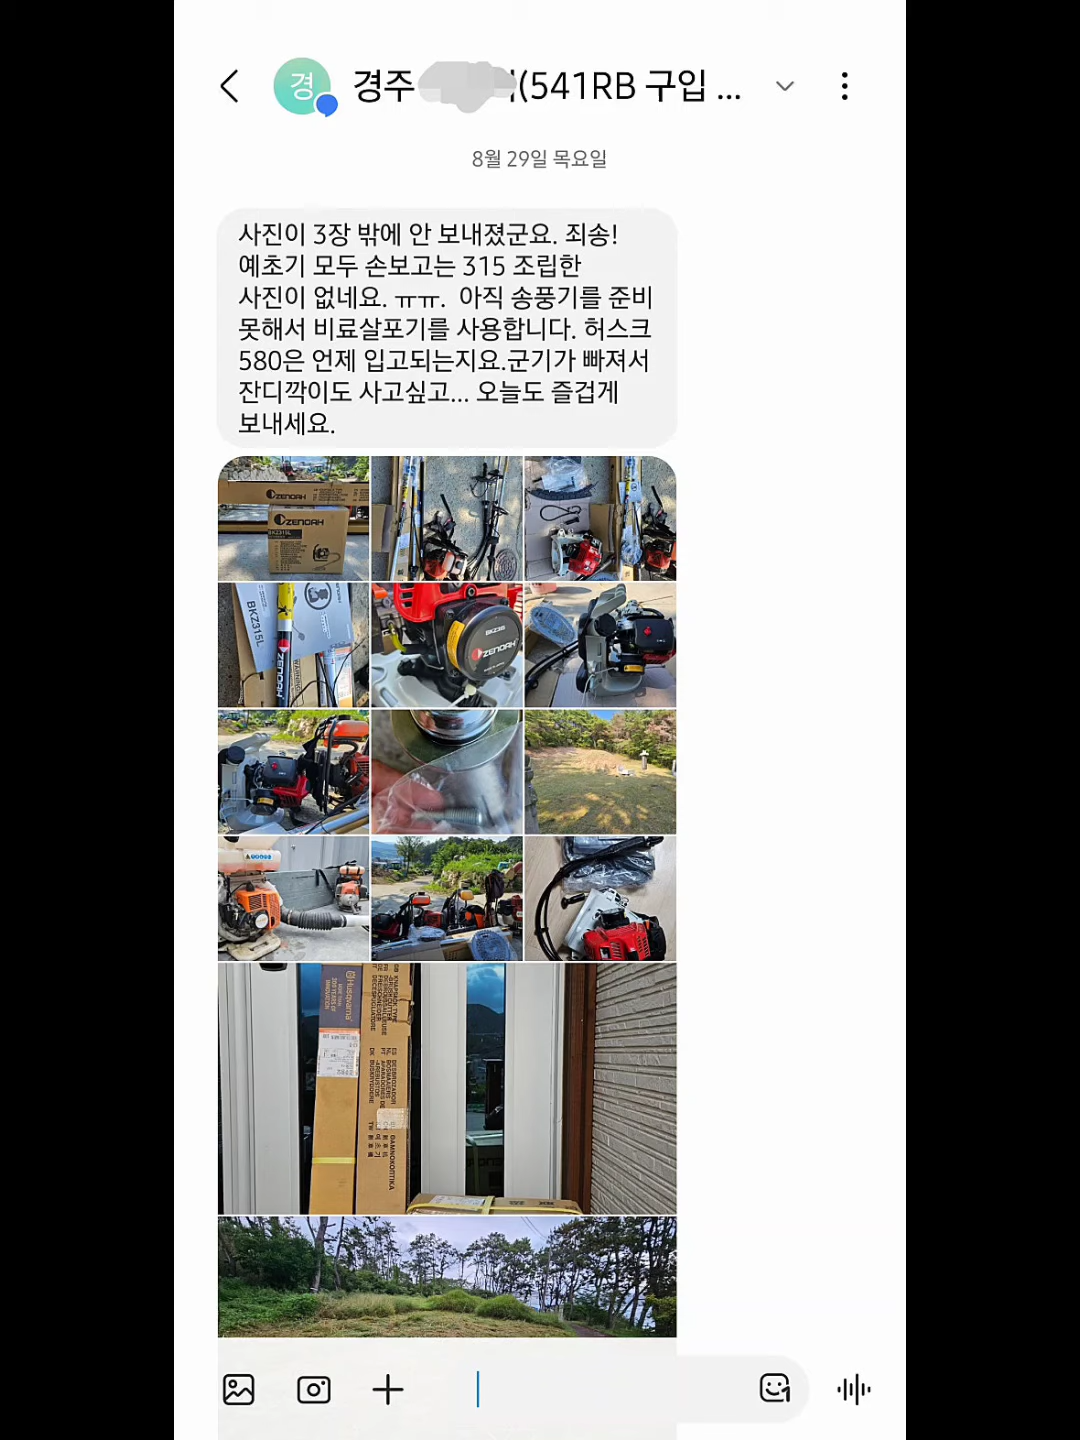 경
경주 (541RB 구입 ...
8월 29일 목요일
사진이 3장 밖에 안 보내졌군요. 죄송!
예초기 모두 손보고는 315 조립한
사진이 없네요. ㅠㅠ. 아직 송풍기를 준비
못해서 비료살포기를 사용합니다. 허스크
580은 언제 입고되는지요.군기가 빠져서
잔디깍이도 사고싶고... 오늘도 즐겁게
보내세요.
ZENOAH
ZENOAH
BKZ315L
BKZ315L
ZENOAH
BKZ315
ZENOAH
Husqvarna